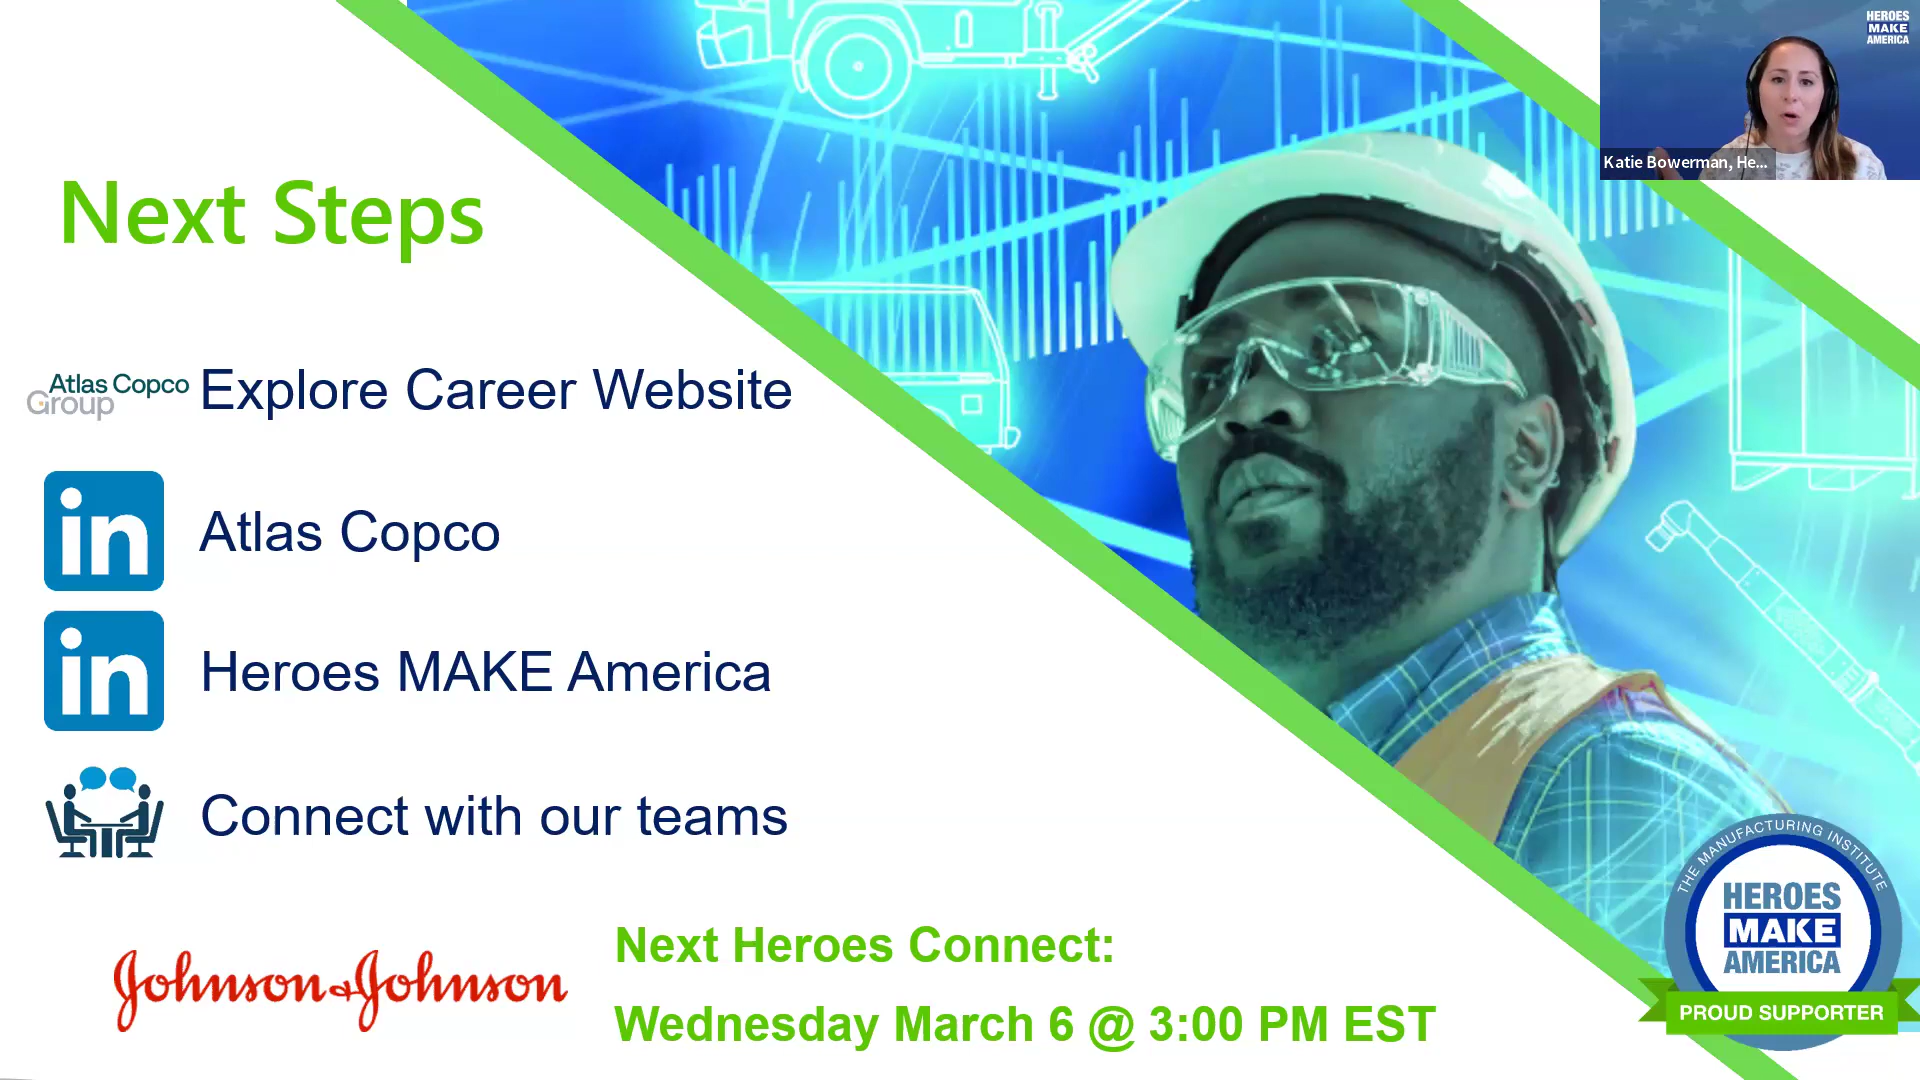 HEROES
MAKE
AMERICA
Katie Bowerman, He...
Next Steps
Atlas Copco
Group
Explore Career Website
in
Atlas Copco
in
Heroes MAKE America
Connect with our teams
Johnson & Johnson
Next Heroes Connect:
Wednesday March 6 @ 3:00 PM EST
THE MANUFACTURING INSTITUTE
HEROES
MAKE
AMERICA
PROUD SUPPORTER